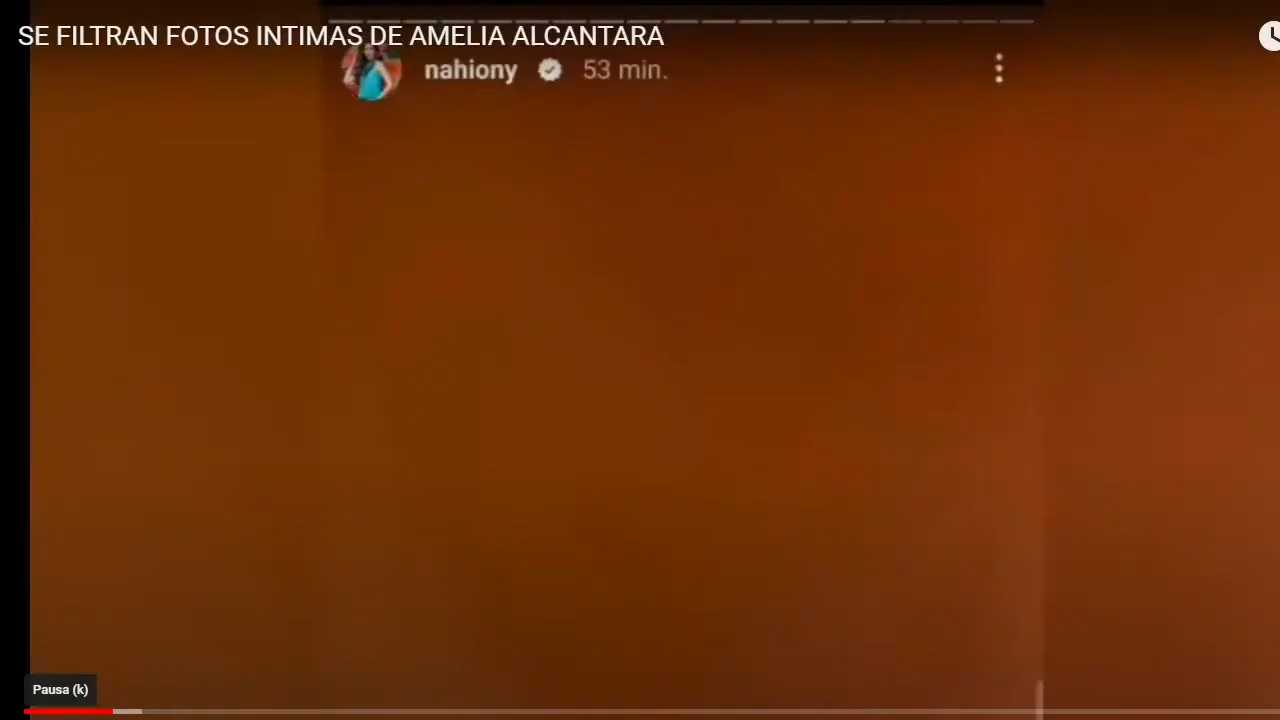 SE FILTRAN FOTOS INTIMAS DE AMELIA ALCANTARA
nahiony 53 min.
Pausa (k)